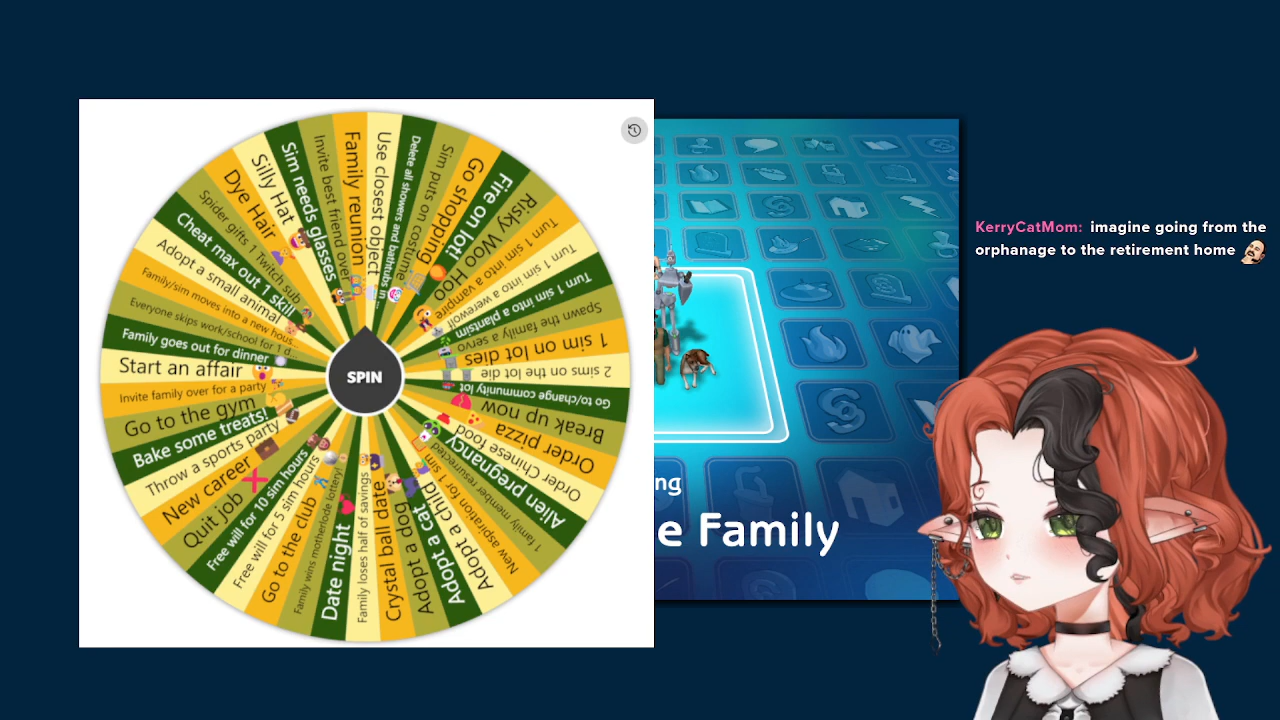 Use closest object
Delete all showers and bathtubs in
Sim puts on costume
Go shopping
Fire on lot!
Risky Woo Hoo
Turn 1 sim into a vampire
Turn 1 sim into a werewolf
Turn 1 sim into a plantsim
Spawn the family a servo
1 sim on lot dies
2 sims on the lot die
Go to/change community lot
Break up now
Order pizza
Order Chinese food
Alien pregnancy
1 family member resurrected
New aspiration for 1 sim
Adopt a child
Adopt a cat
Adopt a dog
Crystal ball date
Family loses half of savings
Date night
Family wins motherlode lottery!
Go to the club
Free will for 5 sim hours
Free will for 10 sim hours
Quit job
New career
Throw a sports party
Bake some treats!
Go to the gym
Invite family over for a party
Start an affair
Family goes out for dinner
Everyone skips work/school for 1 d...
Family/sim moves into a new hous...
Adopt a small animal
Cheat max out 1 skill
Spider gifts 1 Twitch sub
Dye Hair
Silly Hat
Sim needs glasses
Invite best friend over
Family reunion
SPIN
ng
e Family
KerryCatMom: imagine going from the
orphanage to the retirement home